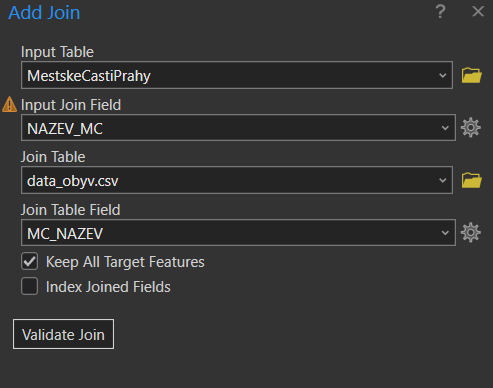 Add Join
?
Input Table
MestskeCastiPrahy
Input Join Field
NAZEV_MC
Join Table
data_obyv.csv
Join Table Field
MC_NAZEV
Keep All Target Features
Index Joined Fields
Validate Join